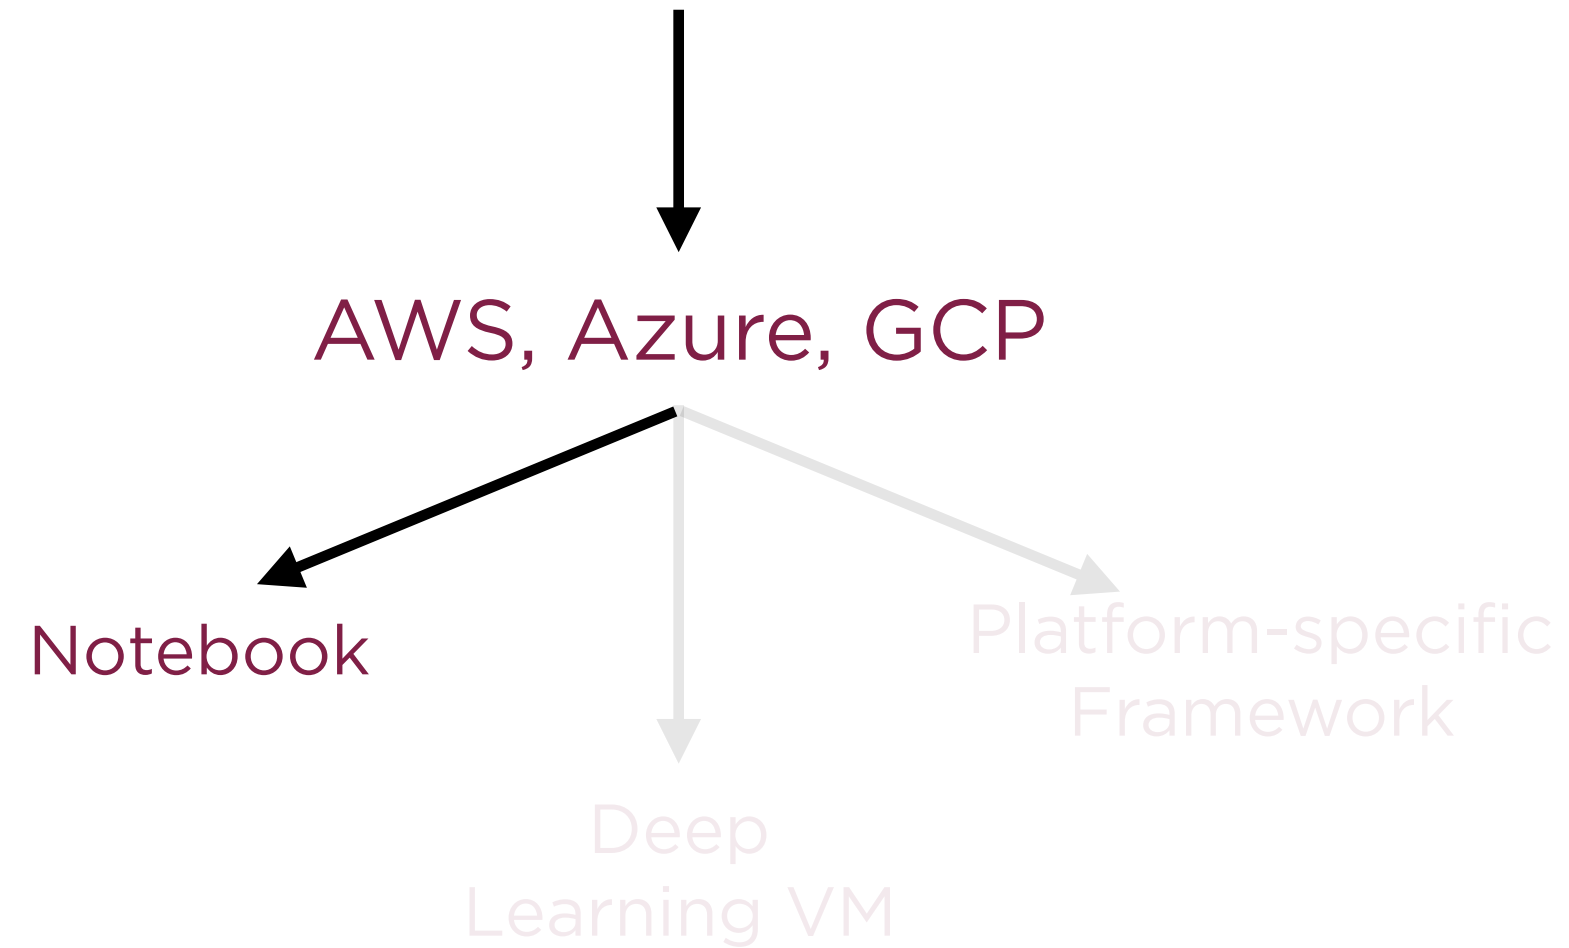 AWS, Azure, GCP
Notebook
Platform-specific
Framework
Deep
Learning VM